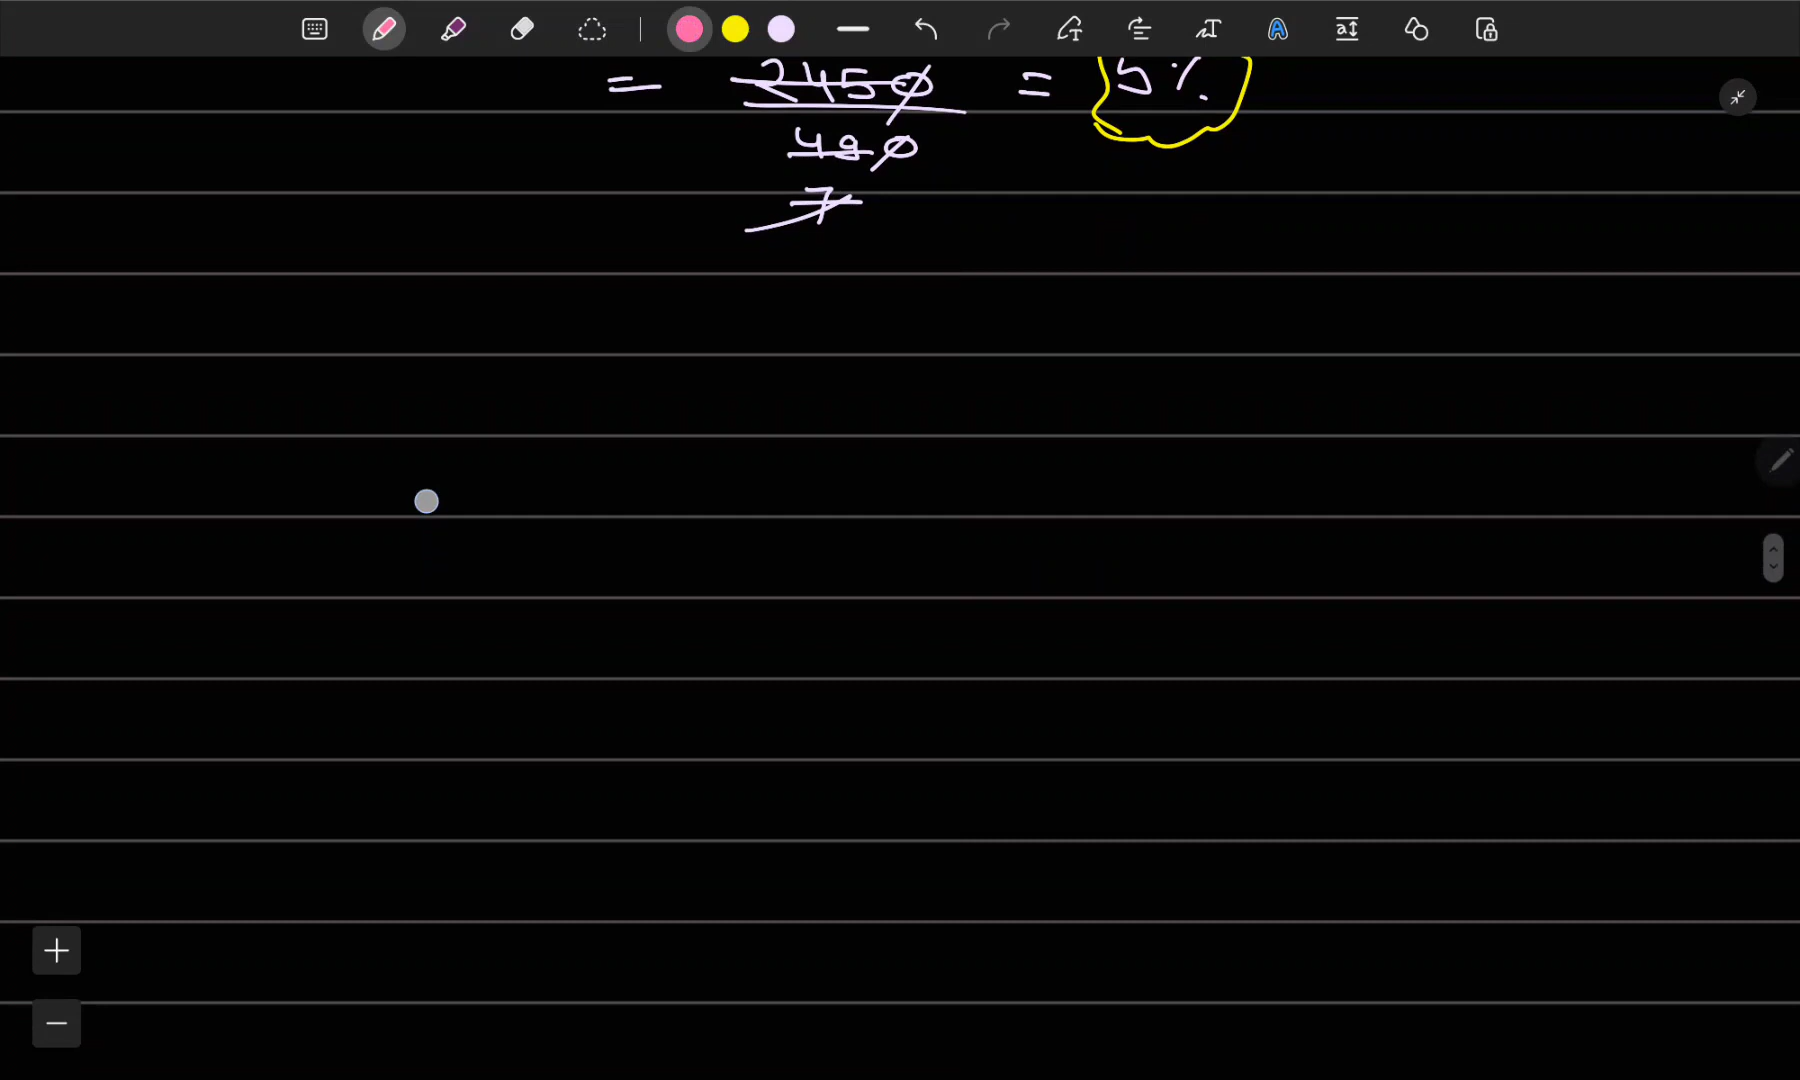 = 2450 = 5%
490
7